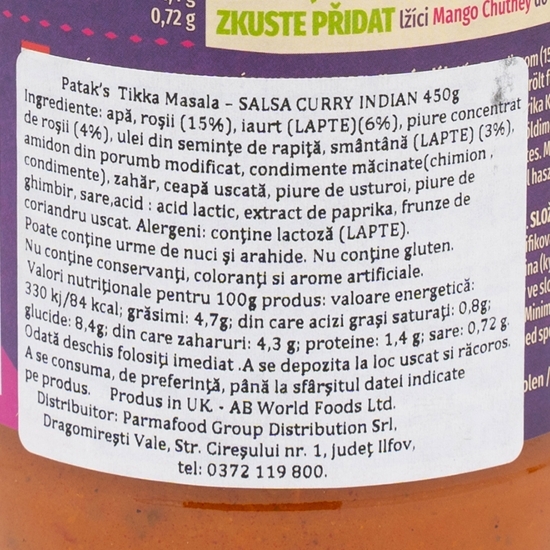 0,72 g
ZKUSTE PŘIDAT lžíci Mango Chutney do
Patak's Tikka Masala – SALSA CURRY INDIAN 450g
Ingrediente: apă, roșii (15%), iaurt (LAPTE)(6%), piure concentrat
de roșii (4%), ulei din semințe de rapiță, smântână (LAPTE) (3%),
amidon din porumb modificat, condimente măcinate(chimion ,
condimente), zahăr, ceapă uscată, piure de usturoi, piure de
ghimbir, sare,acid : acid lactic, extract de paprika, frunze de
coriandru uscat. Alergeni: conține lactoză (LAPTE).
Poate conține urme de nuci și arahide. Nu conține gluten.
Nu conține conservanți, coloranți si arome artificiale.
Valori nutriționale pentru 100g produs: valoare energetică:
330 kj/84 kcal; grăsimi: 4,7g; din care acizi grași saturați: 0,8g;
glucide: 8,4g; din care zaharuri: 4,3 g; proteine: 1,4 g; sare: 0,72 g.
Odată deschis folosiți imediat .A se depozita la loc uscat si răcoros.
A se consuma, de preferință, până la sfârșitul datei indicate
pe produs. Produs in UK - AB World Foods Ltd.
Distribuitor: Parmafood Group Distribution Srl,
Dragomirești Vale, Str. Cireșului nr. 1, județ Ilfov,
tel: 0372 119 800.